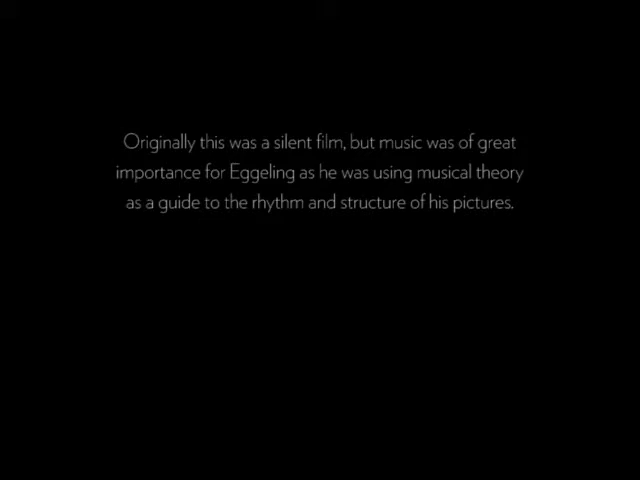 Originally this was a silent film, but music was of great
importance for Eggeling as he was using musical theory
as a guide to the rhythm and structure of his pictures.